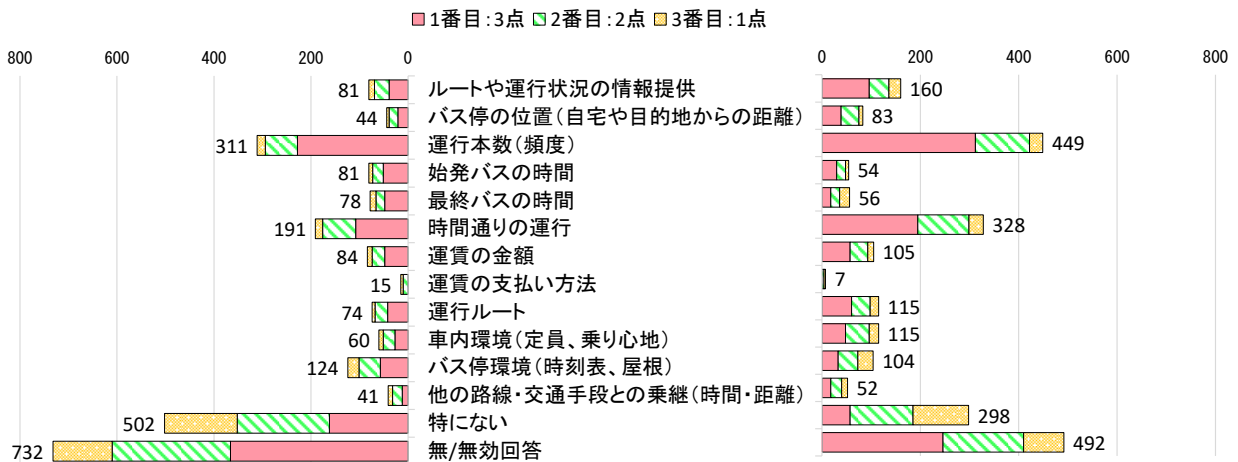 1番目:3点 2番目:2点 3番目:1点
800 600 400 200 0 0 200 400 600 800
81 ルートや運行状況の情報提供 160
44 バス停の位置(自宅や目的地からの距離) 83
311 運行本数(頻度) 449
81 始発バスの時間 54
78 最終バスの時間 56
191 時間通りの運行 328
84 運賃の金額 105
15 運賃の支払い方法 7
74 運行ルート 115
60 車内環境(定員、乗り心地) 115
124 バス停環境(時刻表、屋根) 104
41 他の路線・交通手段との乗継(時間・距離) 52
502 特にない 298
732 無/無効回答 492